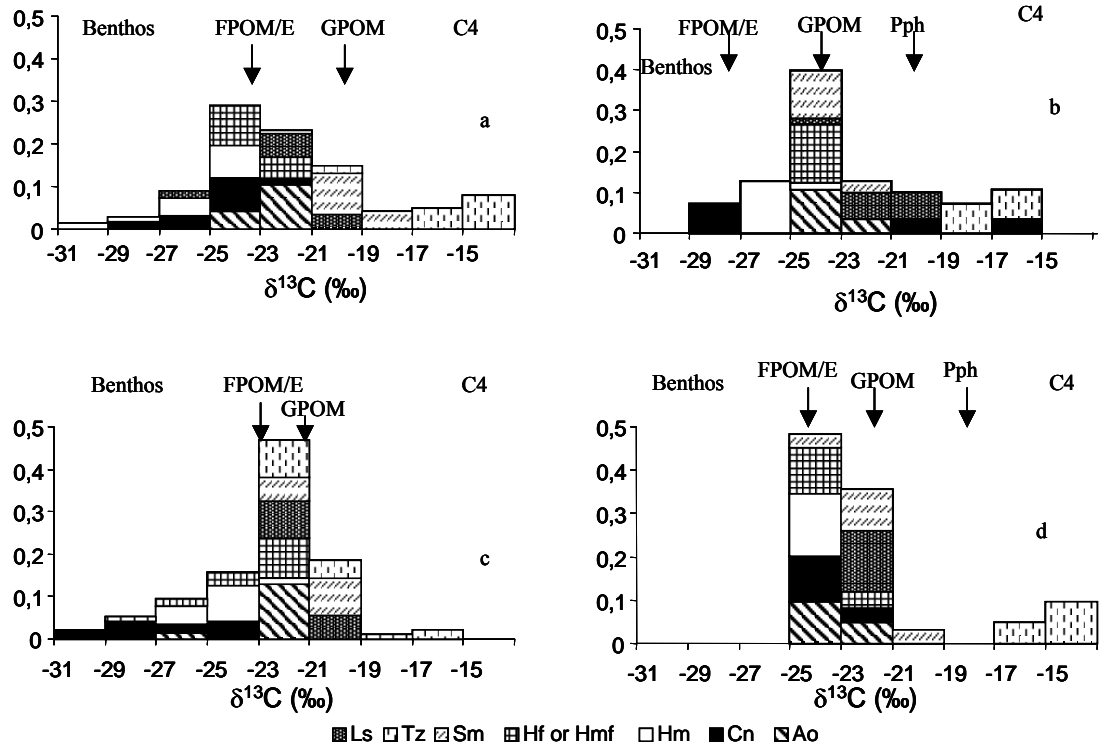 Benthos FPOM/E GPOM C4
0,5
0,4
0,3
0,2
0,1
0
a
-31 -29 -27 -25 -23 -21 -19 -17 -15
δ13C (‰)
FPOM/E GPOM Pph C4
Benthos
0,5
0,4
0,3
0,2
0,1
0
b
-31 -29 -27 -25 -23 -21 -19 -17 -15
δ13C (‰)
Benthos FPOM/E C4
GPOM
0,5
0,4
0,3
0,2
0,1
0
c
-31 -29 -27 -25 -23 -21 -19 -17 -15
δ13C (‰)
Benthos FPOM/E GPOM Pph C4
0,5
0,4
0,3
0,2
0,1
0
d
-31 -29 -27 -25 -23 -21 -19 -17 -15
δ13C (‰)
Ls Tz Sm Hf or Hmf Hm Cn Ao